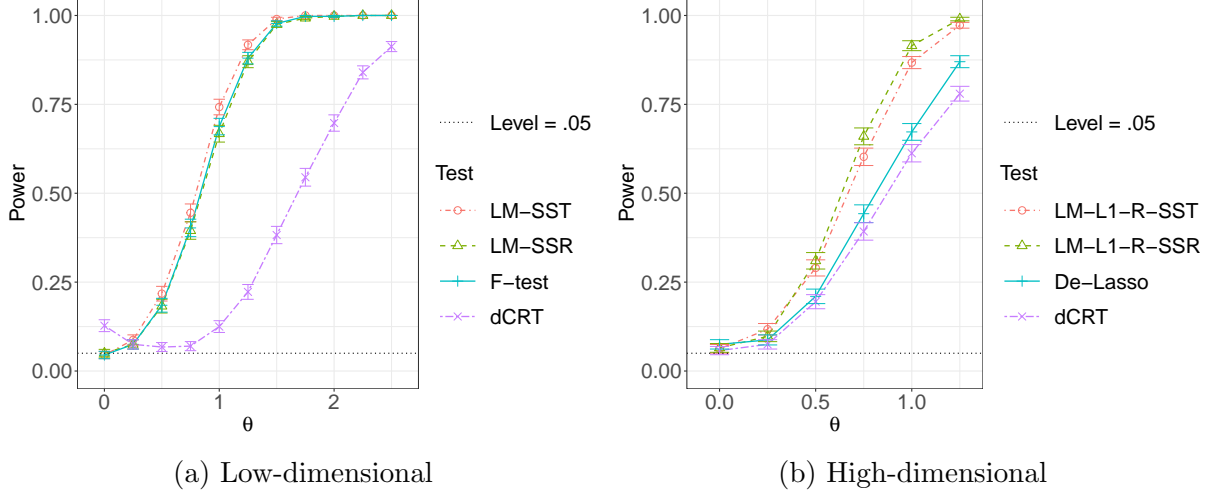 1.00
0.75
0.50
0.25
0.00
Power
0
1
2
θ
Level = .05
Test
LM−SST
LM−SSR
F−test
dCRT
(a) Low-dimensional
1.00
0.75
0.50
0.25
0.00
Power
0.0
0.5
1.0
θ
Level = .05
Test
LM−L1−R−SST
LM−L1−R−SSR
De−Lasso
dCRT
(b) High-dimensional